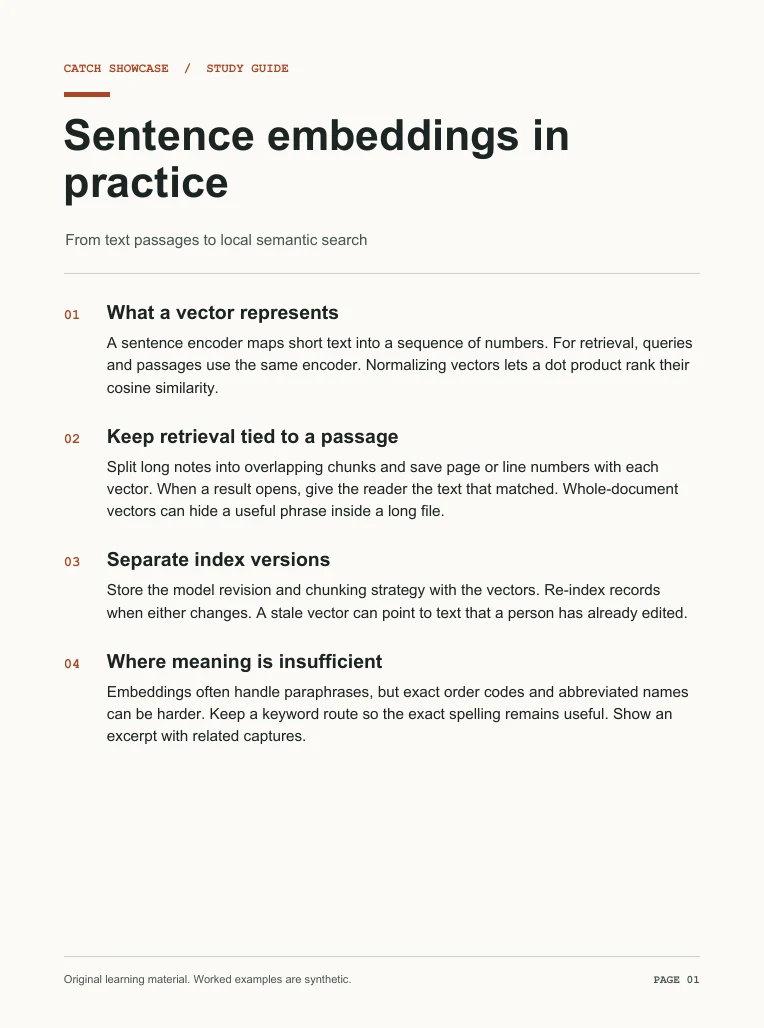 CATCH SHOWCASE / STUDY GUIDE
Sentence embeddings in
practice
From text passages to local semantic search
01 What a vector represents
A sentence encoder maps short text into a sequence of numbers. For retrieval, queries
and passages use the same encoder. Normalizing vectors lets a dot product rank their
cosine similarity.
02 Keep retrieval tied to a passage
Split long notes into overlapping chunks and save page or line numbers with each
vector. When a result opens, give the reader the text that matched. Whole-document
vectors can hide a useful phrase inside a long file.
03 Separate index versions
Store the model revision and chunking strategy with the vectors. Re-index records
when either changes. A stale vector can point to text that a person has already edited.
04 Where meaning is insufficient
Embeddings often handle paraphrases, but exact order codes and abbreviated names
can be harder. Keep a keyword route so the exact spelling remains useful. Show an
excerpt with related captures.
Original learning material. Worked examples are synthetic.
PAGE 01